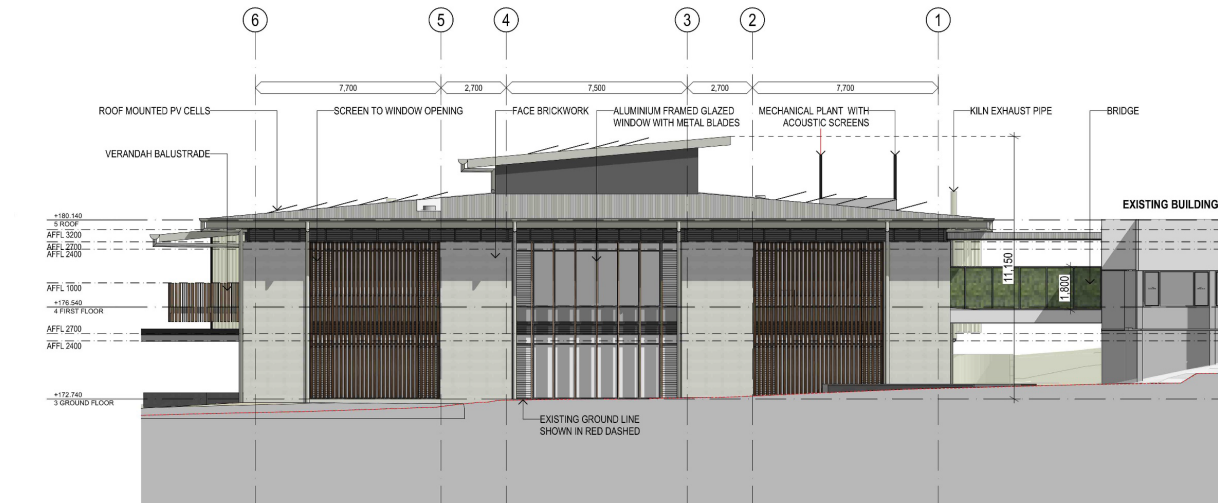 6 5 4 3 2 1
7,700 2,700 7,500 2,700 7,700
ROOF MOUNTED PV CELLS
SCREEN TO WINDOW OPENING
FACE BRICKWORK
ALUMINIUM FRAMED GLAZED
WINDOW WITH METAL BLADES
MECHANICAL PLANT WITH
ACOUSTIC SCREENS
KILN EXHAUST PIPE
BRIDGE
VERANDAH BALUSTRADE
EXISTING BUILDING
+180.140
5 ROOF
AFFL 3200
AFFL 2700
AFFL 2400
11,150
1,800
AFFL 1000
+176.540
4 FIRST FLOOR
AFFL 2700
AFFL 2400
+172.740
3 GROUND FLOOR
EXISTING GROUND LINE
SHOWN IN RED DASHED